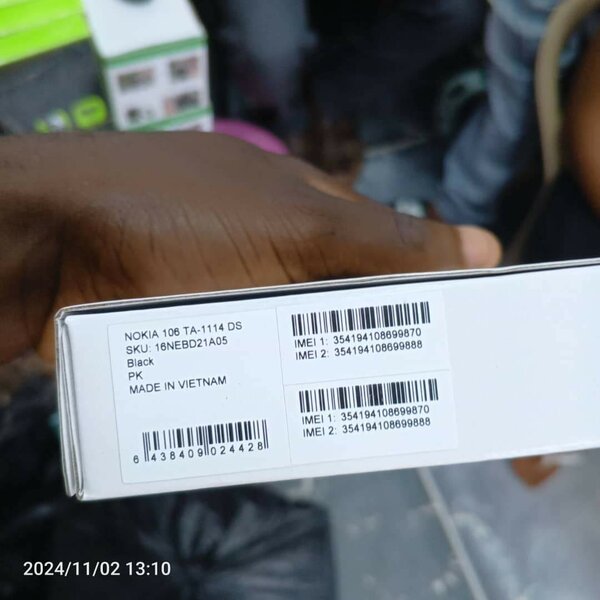 NOKIA 106 TA-1114 DS
SKU: 16NEBD21A05
Black
PK
MADE IN VIETNAM
6 438409 024428
IMEI 1: 354194108699870
IMEI 2: 354194108699888
IMEI 1: 354194108699870
IMEI 2: 354194108699888
2024/11/02 13:10